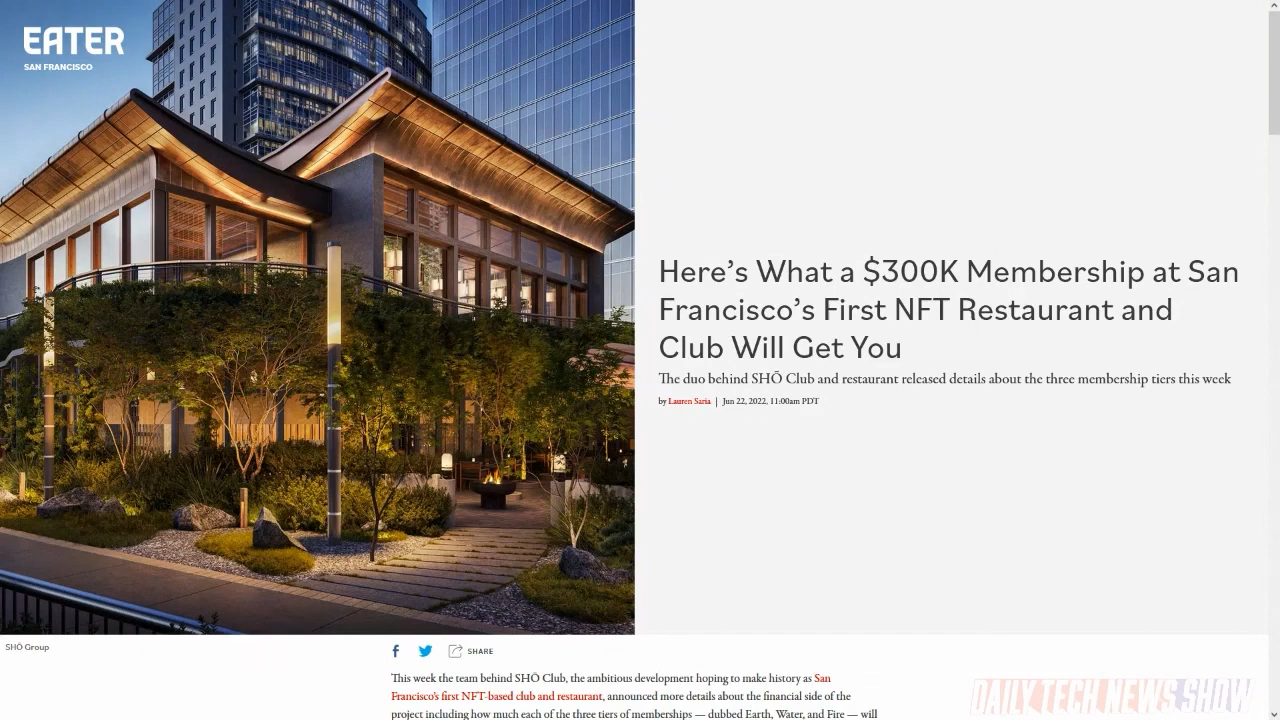 EATER
SAN FRANCISCO
Here's What a $300K Membership at San
Francisco's First NFT Restaurant and
Club Will Get You
The duo behind SHŌ Club and restaurant released details about the three membership tiers this week
by Lauren Saria | Jun 22, 2022, 11:00am PDT
SHŌ Group
SHARE
This week the team behind SHŌ Club, the ambitious development hoping to make history as San
Francisco's first NFT-based club and restaurant, announced more details about the financial side of the
project including how much each of the three tiers of memberships — dubbed Earth, Water, and Fire — will
DAILY TECH NEWS SHOW